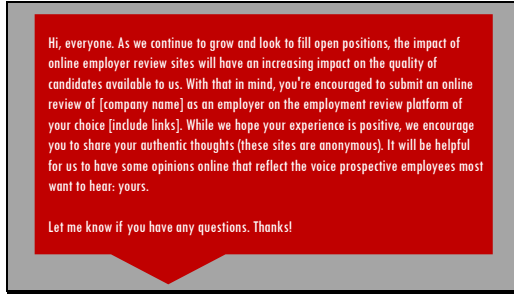 Hi, everyone. As we continue to grow and look to fill open positions, the impact of
online employer review sites will have an increasing impact on the quality of
candidates available to us. With that in mind, you're encouraged to submit an online
review of [company name] as an employer on the employment review platform of
your choice [include links]. While we hope your experience is positive, we encourage
you to share your authentic thoughts (these sites are anonymous). It will be helpful
for us to have some opinions online that reflect the voice prospective employees most
want to hear: yours.
Let me know if you have any questions. Thanks!